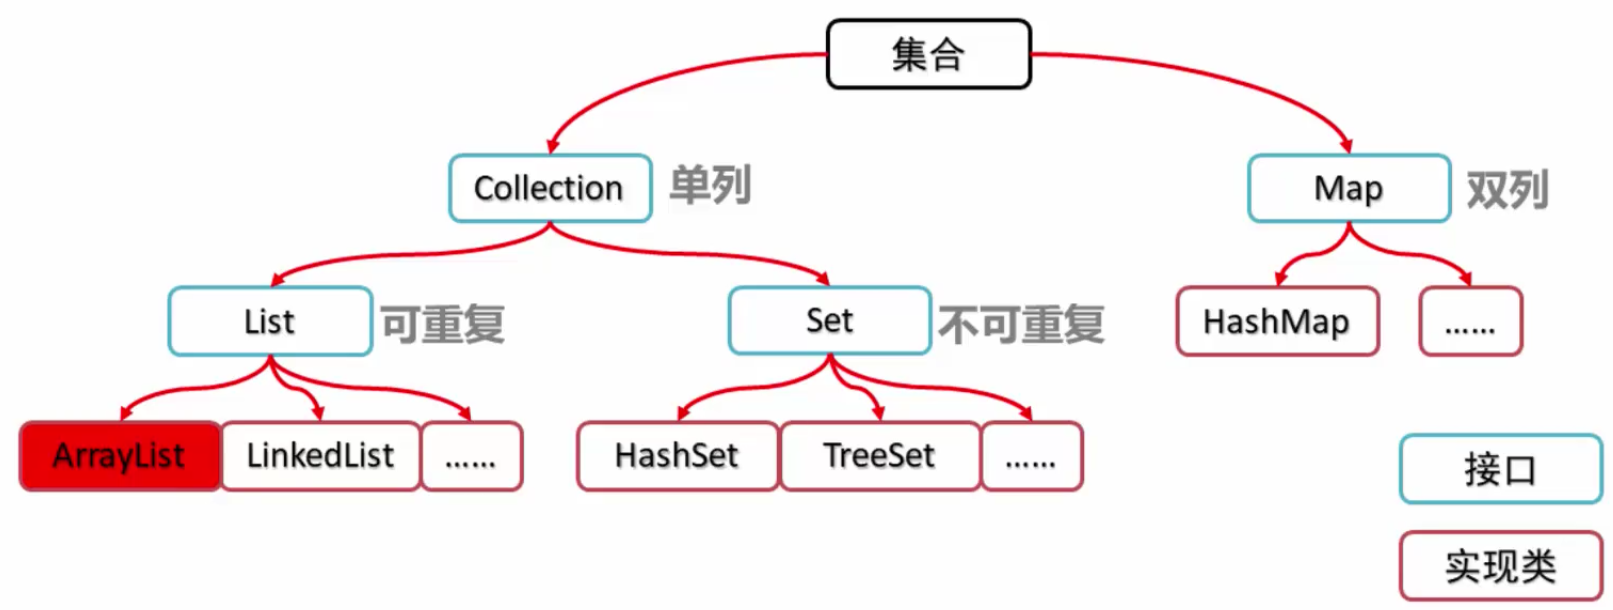 集合
Collection 单列
Map 双列
List 可重复
Set 不可重复
HashMap
......
ArrayList
LinkedList
......
HashSet
TreeSet
......
接口
实现类